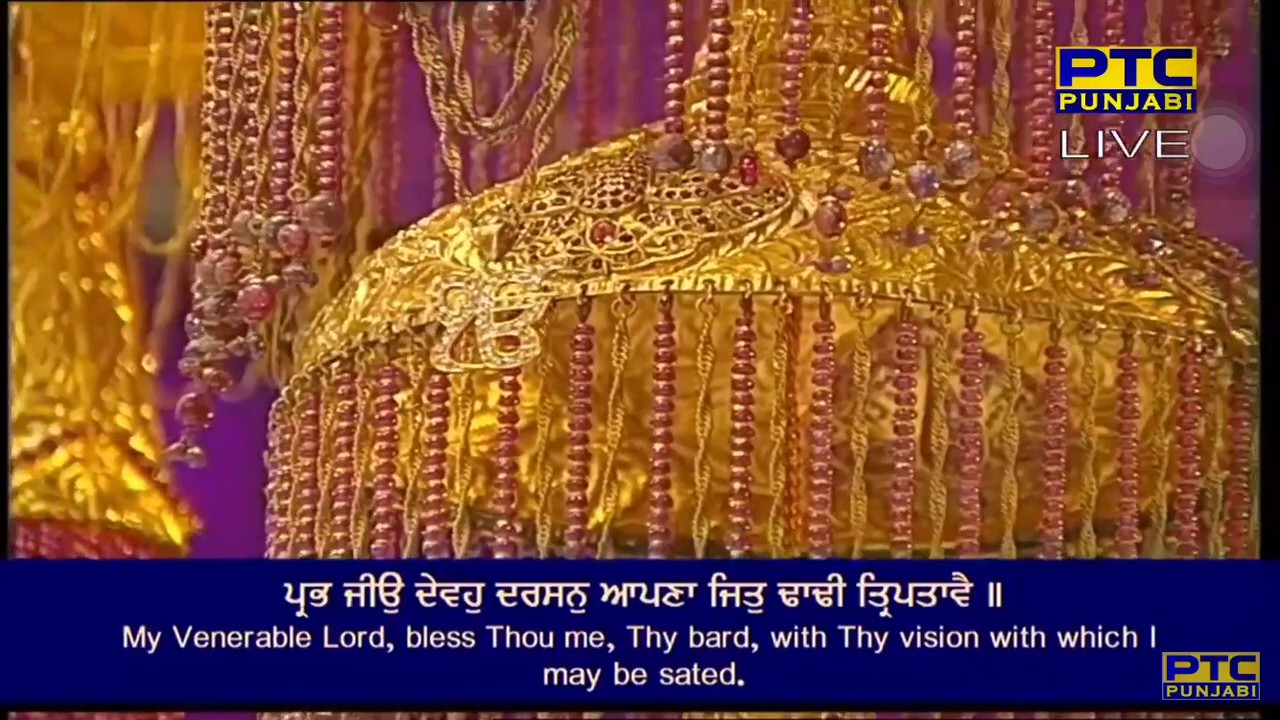 PTC
PUNJABI
LIVE
ੴ
ਪ੍ਰਭ ਜੀਉ ਦੇਵਹੁ ਦਰਸਨੁ ਆਪਣਾ ਜਿਤੁ ਢਾਢੀ ਤ੍ਰਿਪਤਾਵੈ ॥
My Venerable Lord, bless Thou me, Thy bard, with Thy vision with which I
may be sated.
PTC
PUNJABI